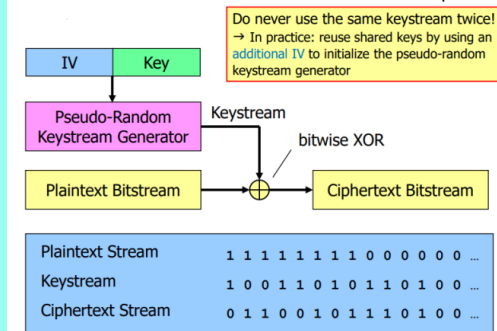 Do never use the same keystream twice!
→ In practice: reuse shared keys by using an
additional IV to initialize the pseudo-random
keystream generator
IV Key
Pseudo-Random
Keystream Generator
Keystream
bitwise XOR
Plaintext Bitstream
Ciphertext Bitstream
Plaintext Stream 1 1 1 1 1 1 1 1 0 0 0 0 0 0 …
Keystream 1 0 0 1 1 0 1 0 1 1 0 1 0 0 …
Ciphertext Stream 0 1 1 0 0 1 0 1 1 1 0 1 0 0 …